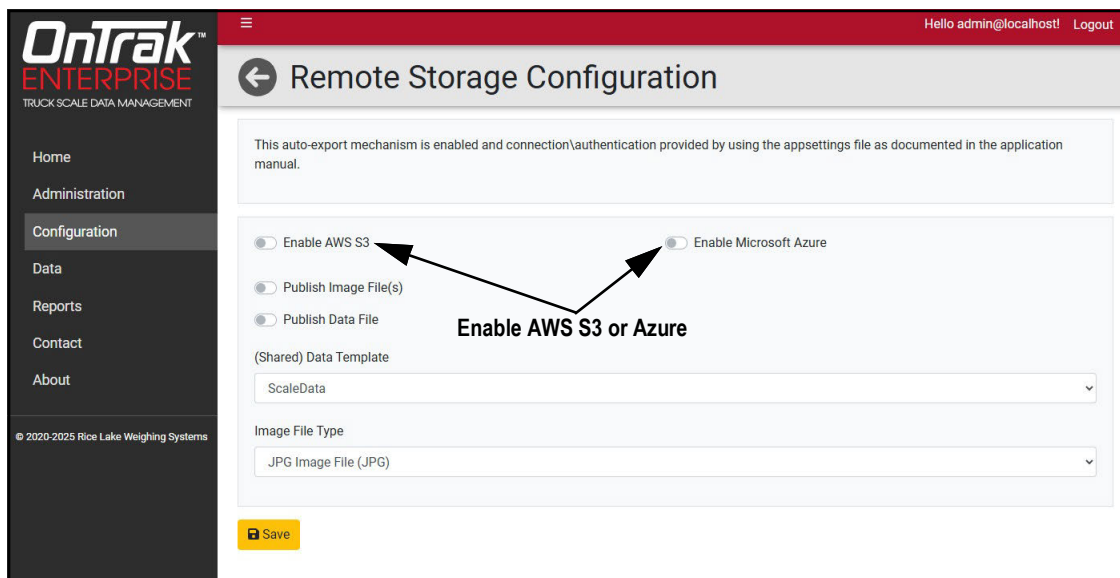 OnTrak™
ENTERPRISE
TRUCK SCALE DATA MANAGEMENT
Home
Administration
Configuration
Data
Reports
Contact
About
© 2020-2025 Rice Lake Weighing Systems
Hello admin@localhost! Logout
Remote Storage Configuration
This auto-export mechanism is enabled and connection\authentication provided by using the appsettings file as documented in the application
manual.
Enable AWS S3
Enable Microsoft Azure
Publish Image File(s)
Publish Data File
Enable AWS S3 or Azure
(Shared) Data Template
ScaleData
Image File Type
JPG Image File (JPG)
Save